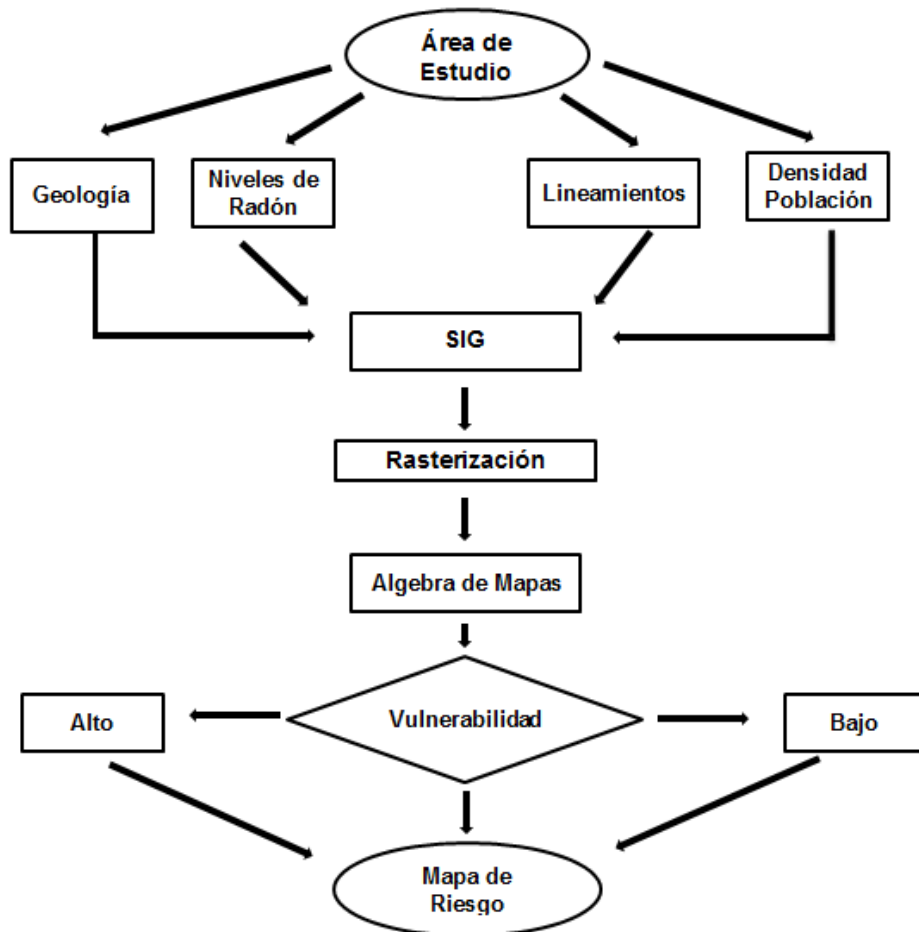 Área de
Estudio
Geología
Niveles de
Radón
Lineamientos
Densidad
Población
SIG
Rasterización
Algebra de Mapas
Alto
Vulnerabilidad
Bajo
Mapa de
Riesgo